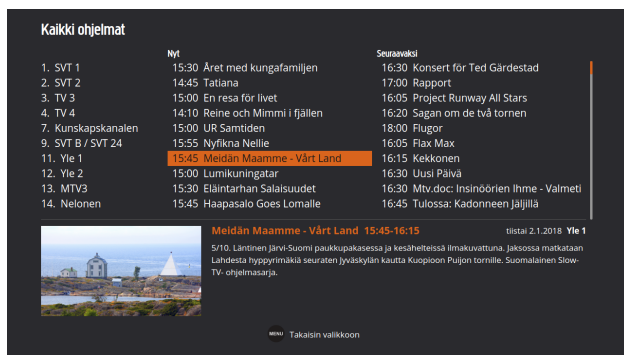 Kaikki ohjelmat
Nyt Seuraavaksi
1. SVT 1 15:30 Året med kungafamiljen 16:30 Konsert för Ted Gärdestad
2. SVT 2 14:45 Tatiana 17:00 Rapport
3. TV 3 15:00 En resa för livet 16:05 Project Runway All Stars
4. TV 4 14:10 Reine och Mimmi i fjällen 16:20 Sagan om de två tornen
7. Kunskapskanalen 15:00 UR Samtiden 18:00 Flugor
9. SVT B / SVT 24 15:55 Nyfikna Nellie 16:05 Flax Max
11. Yle 1 15:45 Meidän Maamme - Vårt Land 16:15 Kekkonen
12. Yle 2 15:00 Lumikuningatar 16:30 Uusi Päivä
13. MTV3 15:30 Eläintarhan Salaisuudet 16:30 Mtv.doc: Insinöörien Ihme - Valmeti
14. Nelonen 15:45 Haapasalo Goes Lomalle 16:45 Tulossa: Kadonneen Jäljillä
Meidän Maamme - Vårt Land 15:45-16:15 tiistai 2.1.2018 Yle 1
5/10. Läntinen Järvi-Suomi paukkupakasessa ja kesähelteissä ilmakuvattuna. Jaksossa matkataan
Lahdesta hyppyrimäkiä seuraten Jyväskylän kautta Kuopioon Puijon tornille. Suomalainen Slow-
TV- ohjelmasarja.
MENU Takaisin valikkoon